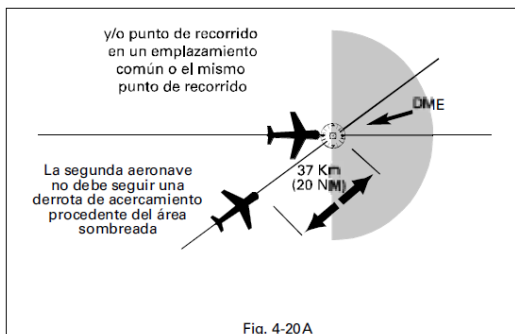 y/o punto de recorrido
en un emplazamiento
común o el mismo
punto de recorrido
DME
La segunda aeronave
no debe seguir una
derrota de acercamiento
procedente del área
sombreada
37 Km
(20 NM)
Fig. 4-20A